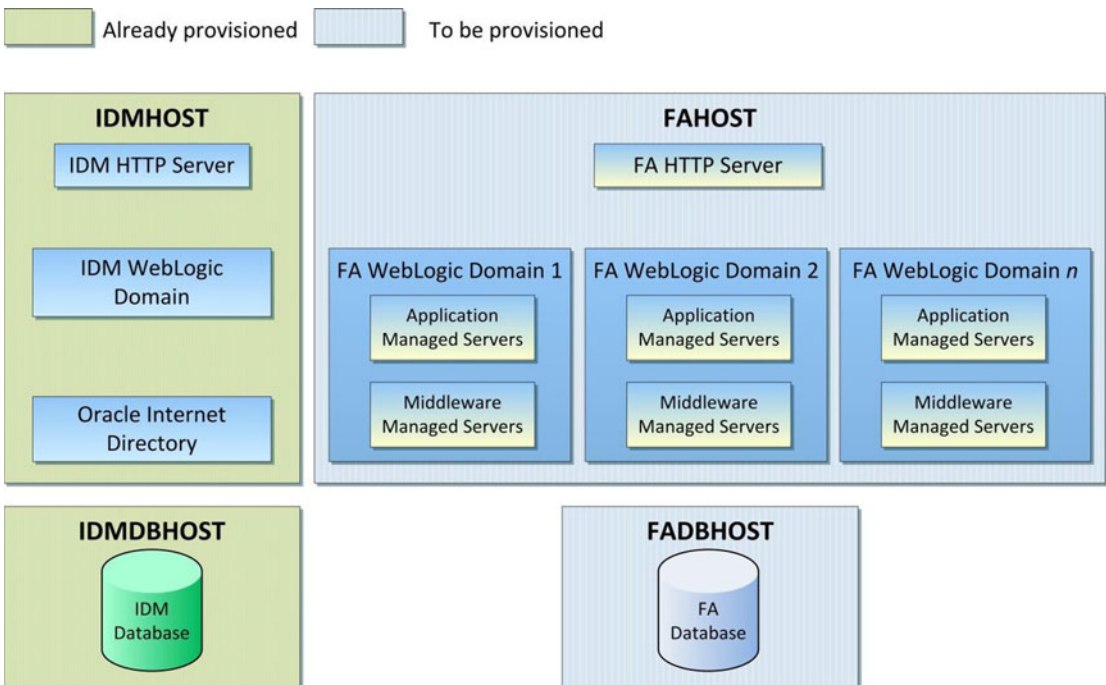 Already provisioned
To be provisioned
IDMHOST
IDM HTTP Server
IDM WebLogic
Domain
Oracle Internet
Directory
FAHOST
FA HTTP Server
FA WebLogic Domain 1
Application
Managed Servers
Middleware
Managed Servers
FA WebLogic Domain 2
Application
Managed Servers
Middleware
Managed Servers
FA WebLogic Domain n
Application
Managed Servers
Middleware
Managed Servers
IDMDBHOST
IDM
Database
FADBHOST
FA
Database